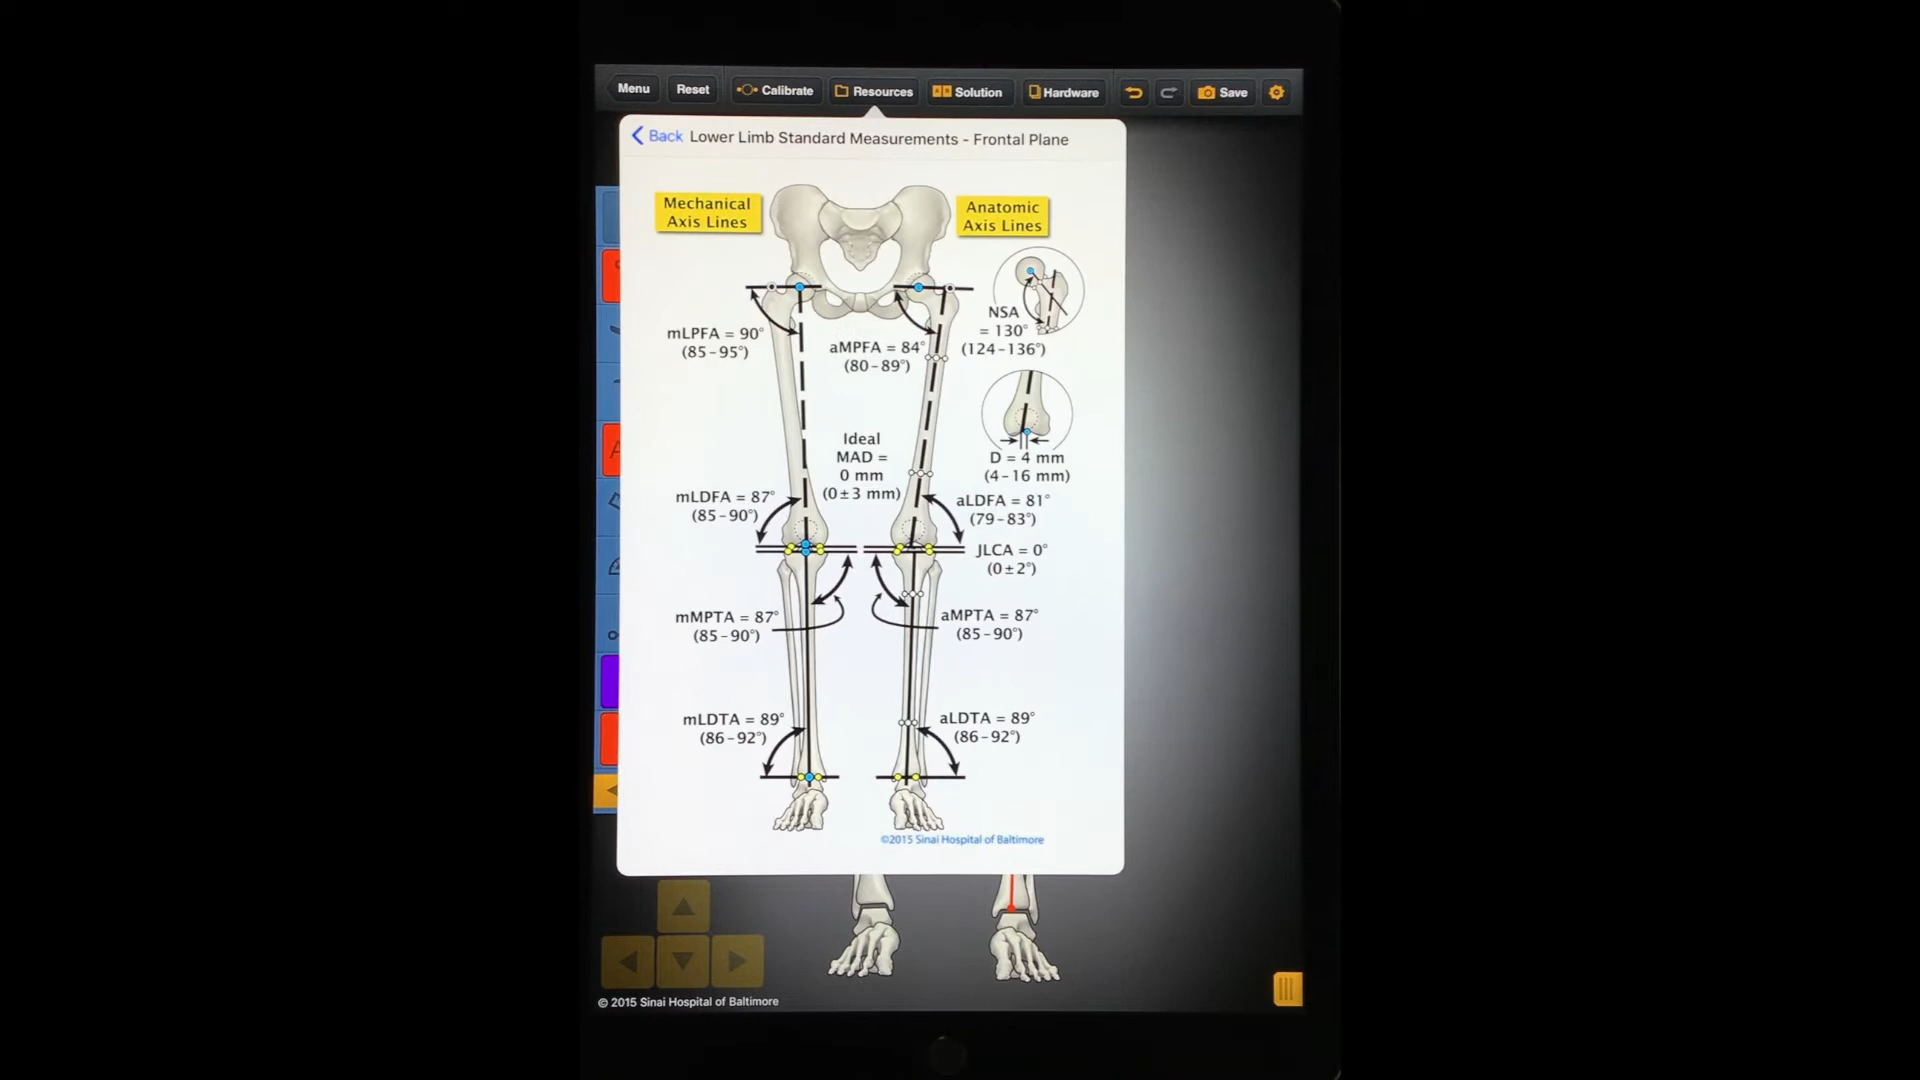 Menu
Reset
Calibrate
Resources
Solution
Hardware
Save
Back
Lower Limb Standard Measurements - Frontal Plane
Mechanical
Axis Lines
Anatomic
Axis Lines
mLPFA = 90°
(85-95°)
aMPFA = 84°
(80-89°)
NSA
= 130°
(124-136°)
Ideal
MAD =
0 mm
(0±3 mm)
D = 4 mm
(4-16 mm)
mLDFA = 87°
(85-90°)
aLDFA = 81°
(79-83°)
JLCA = 0°
(0±2°)
mMPTA = 87°
(85-90°)
aMPTA = 87°
(85-90°)
mLDTA = 89°
(86-92°)
aLDTA = 89°
(86-92°)
©2015 Sinai Hospital of Baltimore
© 2015 Sinai Hospital of Baltimore